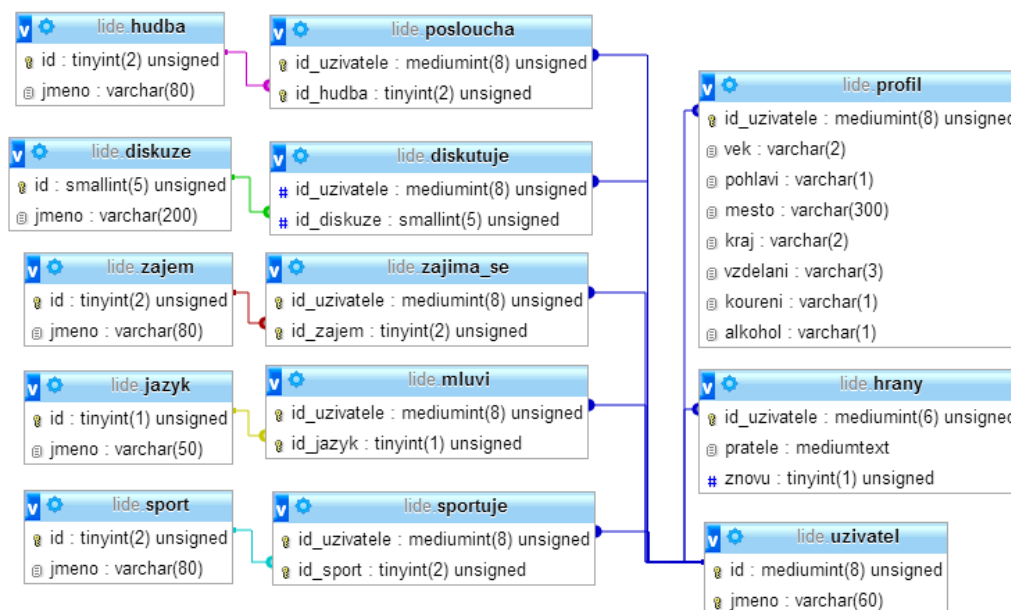 lide.hudba
id : tinyint(2) unsigned
jmeno : varchar(80)
lide.posloucha
id_uzivatele : mediumint(8) unsigned
id_hudba : tinyint(2) unsigned
lide.diskuze
id : smallint(5) unsigned
jmeno : varchar(200)
lide.diskutuje
# id_uzivatele : mediumint(8) unsigned
# id_diskuze : smallint(5) unsigned
lide.zajem
id : tinyint(2) unsigned
jmeno : varchar(80)
lide.zajima_se
id_uzivatele : mediumint(8) unsigned
id_zajem : tinyint(2) unsigned
lide.jazyk
id : tinyint(1) unsigned
jmeno : varchar(50)
lide.mluvi
id_uzivatele : mediumint(8) unsigned
id_jazyk : tinyint(1) unsigned
lide.sport
id : tinyint(2) unsigned
jmeno : varchar(80)
lide.sportuje
id_uzivatele : mediumint(8) unsigned
id_sport : tinyint(2) unsigned
lide.profil
id_uzivatele : mediumint(8) unsigned
vek : varchar(2)
pohlavi : varchar(1)
mesto : varchar(300)
kraj : varchar(2)
vzdelani : varchar(3)
koureni : varchar(1)
alkohol : varchar(1)
lide.hrany
id_uzivatele : mediumint(6) unsigned
pratele : mediumtext
# znovu : tinyint(1) unsigned
lide.uzivatel
id : mediumint(8) unsigned
jmeno : varchar(60)